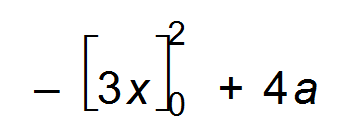 − [3x]₀² + 4a